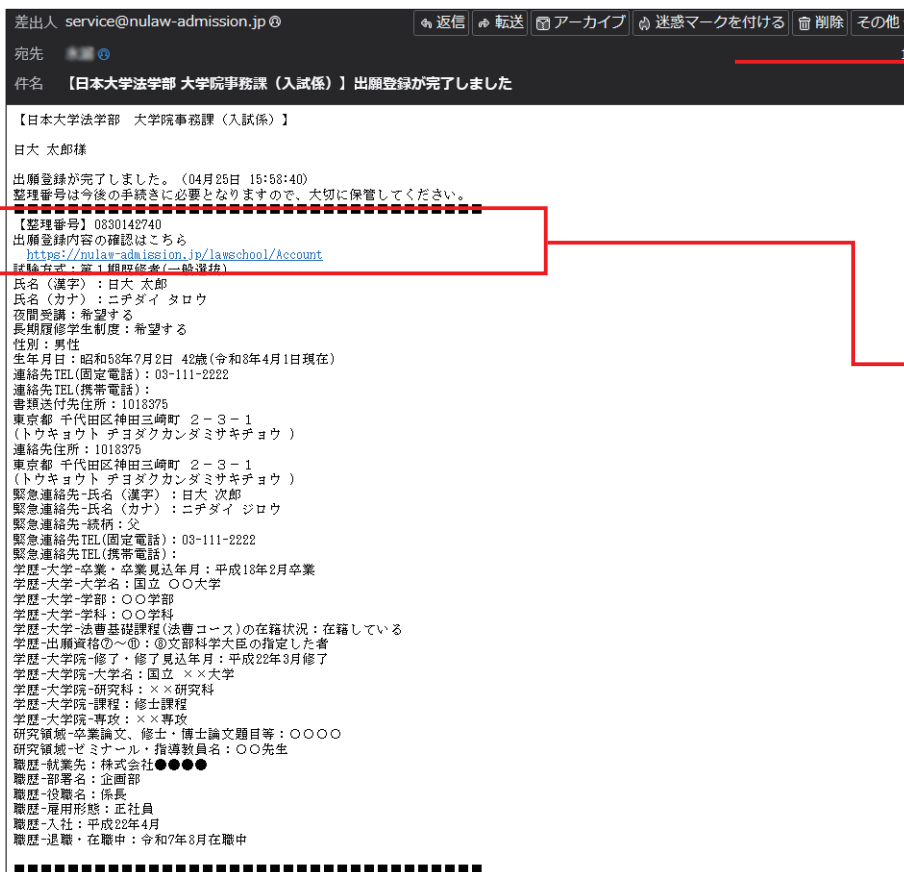 差出人 service@nulaw-admission.jp 返信 転送 アーカイブ 迷惑マークを付ける 削除 その他
宛先
件名 【日本大学法学部 大学院事務課（入試係）】出願登録が完了しました
【日本大学法学部　大学院事務課（入試係）】
日大 太郎様
出願登録が完了しました。（04月25日 15:58:40）
整理番号は今後の手続きに必要となりますので、大切に保管してください。
■■■■■■■■■■■■■■■■■■■■■■■■■■■■■■■■■■■
【整理番号】0830142740
出願登録内容の確認はこちら
https://nulaw-admission.jp/lawschool/Account
試験方式：第１期既修者(一般選抜)
氏名（漢字）：日大 太郎
氏名（カナ）：ニチダイ タロウ
夜間受講：希望する
長期履修学生制度：希望する
性別：男性
生年月日：昭和58年7月2日 42歳(令和8年4月1日現在)
連絡先TEL(固定電話)：03-111-2222
連絡先TEL(携帯電話)：
書類送付先住所：1018375
東京都 千代田区神田三崎町 ２－３－１
(トウキョウト チヨダクカンダミサキチョウ )
連絡先住所：1018375
東京都 千代田区神田三崎町 ２－３－１
(トウキョウト チヨダクカンダミサキチョウ )
緊急連絡先-氏名（漢字）：日大 次郎
緊急連絡先-氏名（カナ）：ニチダイ ジロウ
緊急連絡先-続柄：父
緊急連絡先TEL(固定電話)：03-111-2222
緊急連絡先TEL(携帯電話)：
学歴-大学-卒業・卒業見込年月：平成18年2月卒業
学歴-大学-大学名：国立 〇〇大学
学歴-大学-学部：〇〇学部
学歴-大学-学科：〇〇学科
学歴-大学-法曹基礎課程(法曹コース)の在籍状況：在籍している
学歴-出願資格⑦～⑪：⑧文部科学大臣の指定した者
学歴-大学院-修了・修了見込年月：平成22年3月修了
学歴-大学院-大学名：国立 ××大学
学歴-大学院-研究科：××研究科
学歴-大学院-課程：修士課程
学歴-大学院-専攻：××専攻
研究領域-卒業論文、修士・博士論文題目等：〇〇〇〇
研究領域-ゼミナール・指導教員名：〇〇先生
職歴-就業先：株式会社●●●●
職歴-部署名：企画部
職歴-役職名：係長
職歴-雇用形態：正社員
職歴-入社：平成22年4月
職歴-退職・在職中：令和7年8月在職中
■■■■■■■■■■■■■■■■■■■■■■■■■■■■■■■■■■■